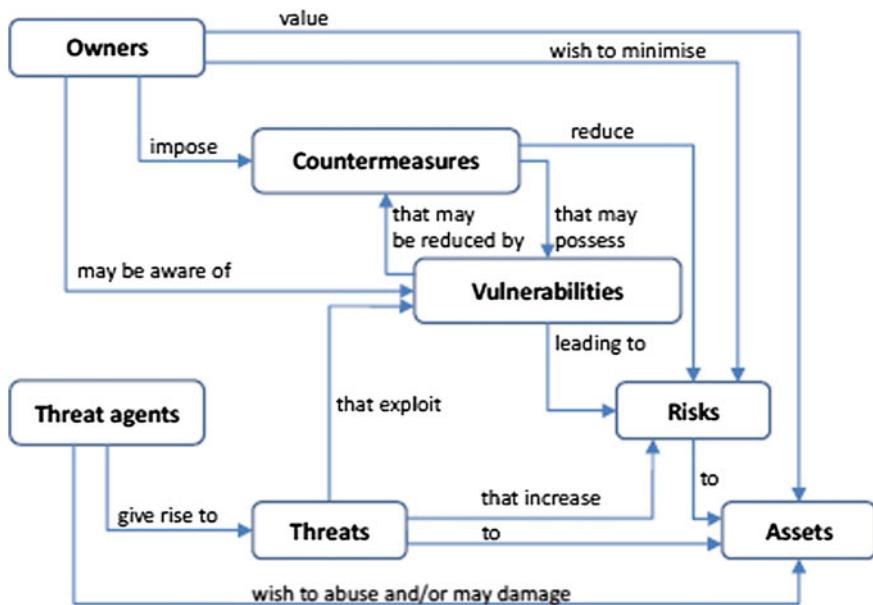 value
Owners
wish to minimise
impose
Countermeasures
reduce
that may
be reduced by
that may
possess
may be aware of
Vulnerabilities
leading to
Threat agents
that exploit
Risks
give rise to
Threats
that increase
to
to
Assets
wish to abuse and/or may damage